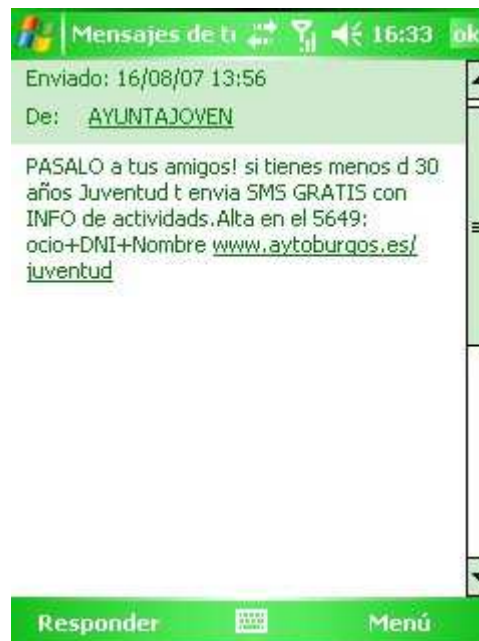 Mensajes de t 16:33 ok
Enviado: 16/08/07 13:56
De: AYUNTAJOVEN
PASALO a tus amigos! si tienes menos d 30
años Juventud t envia SMS GRATIS con
INFO de actividads.Alta en el 5649:
ocio+DNI+Nombre www.aytoburgos.es/
juventud
Responder Menú